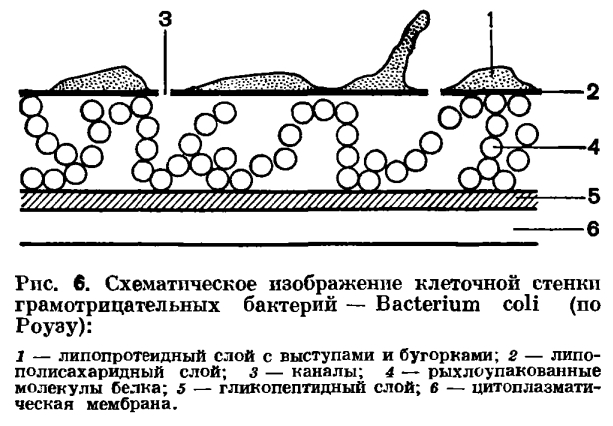 3
1
2
4
5
6
Рис. 6. Схематическое изображение клеточной стенки
грамотрицательных бактерий — Bacterium coli (по
Роузу):
1 — липопротеидный слой с выступами и бугорками; 2 — липо-
полисахаридный слой; 3 — каналы; 4 — рыхлоупакованные
молекулы белка; 5 — гликопептидный слой; 6 — цитоплазмати-
ческая мембрана.